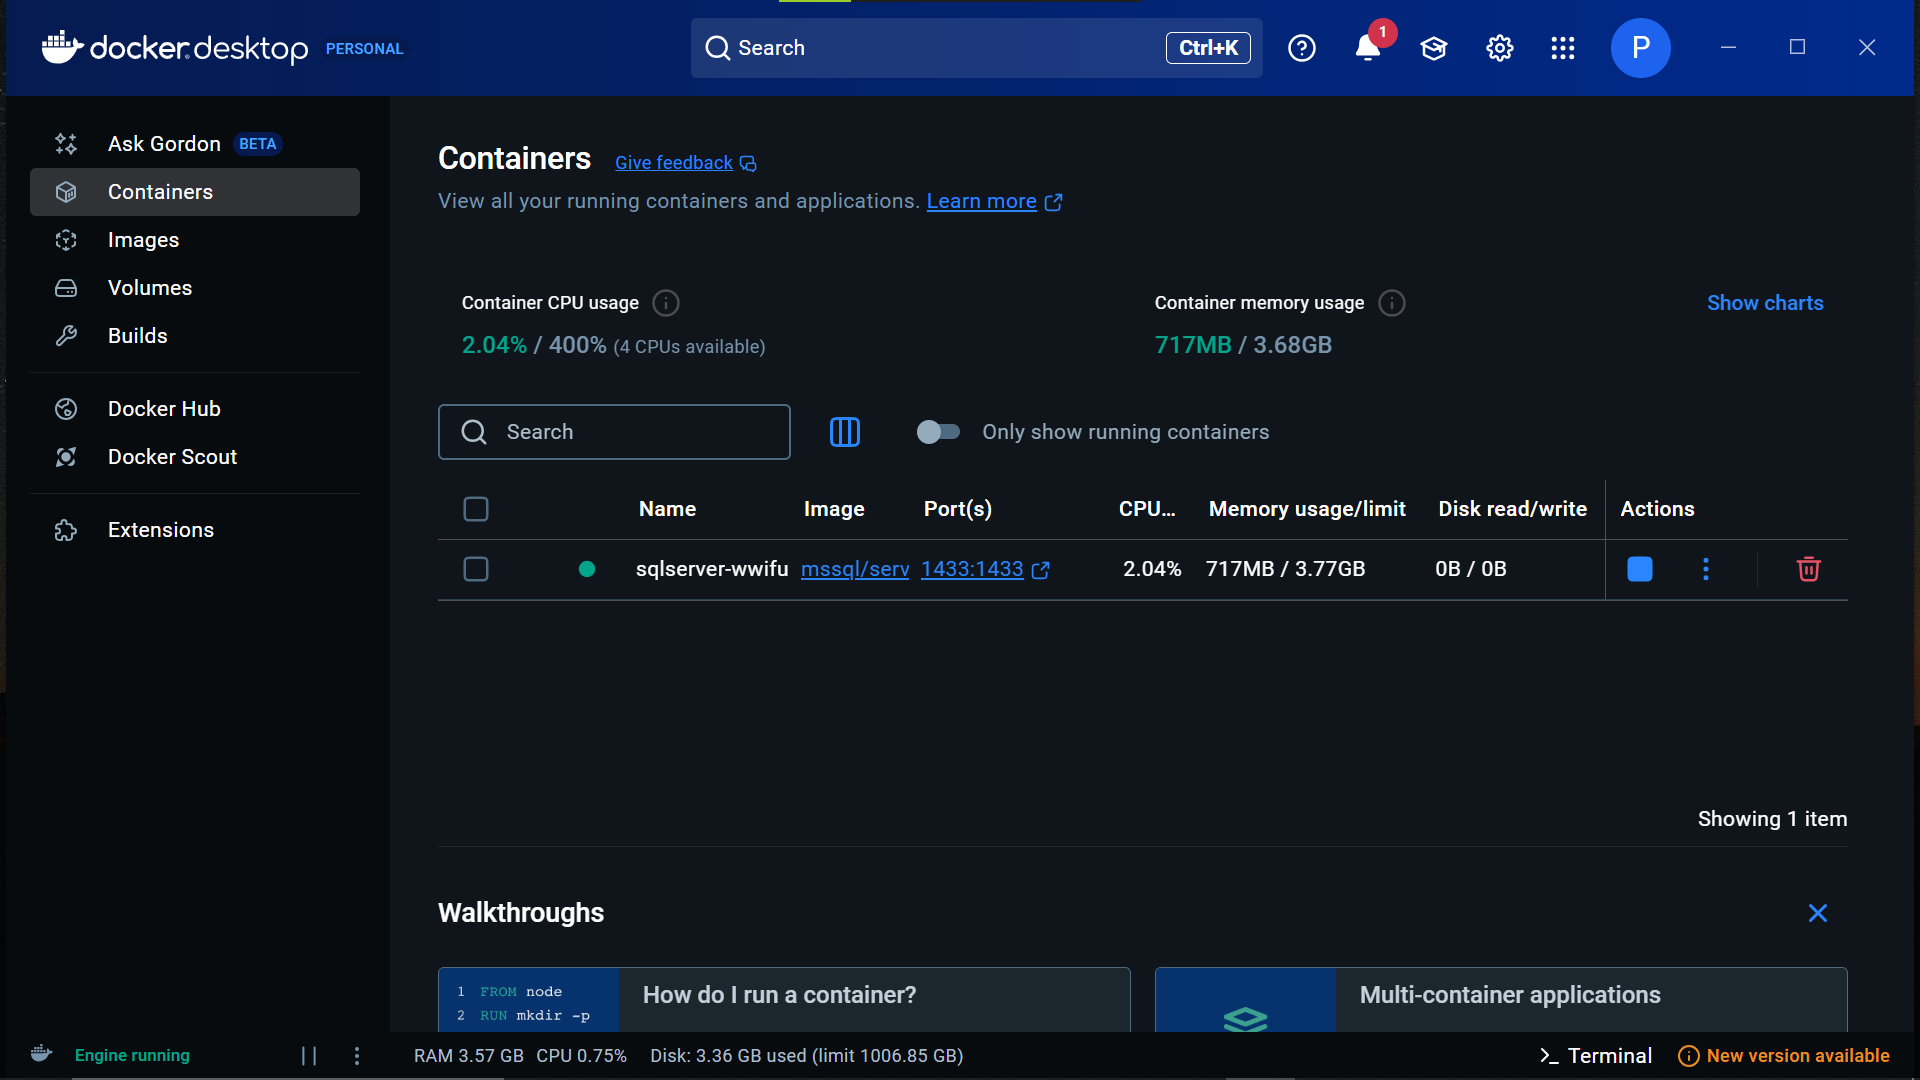 docker.desktop PERSONAL
Search
Ctrl+K
1
P
Ask Gordon BETA
Containers
Images
Volumes
Builds
Docker Hub
Docker Scout
Extensions
Containers Give feedback
View all your running containers and applications. Learn more
Container CPU usage
2.04% / 400% (4 CPUs available)
Container memory usage
717MB / 3.68GB
Show charts
Search
Only show running containers
Name Image Port(s) CPU... Memory usage/limit Disk read/write Actions
sqlserver-wwifu mssql/serv 1433:1433 2.04% 717MB / 3.77GB 0B / 0B
Showing 1 item
Walkthroughs
1 FROM node
2 RUN mkdir -p
How do I run a container?
Multi-container applications
Engine running
RAM 3.57 GB CPU 0.75% Disk: 3.36 GB used (limit 1006.85 GB)
>_ Terminal
New version available